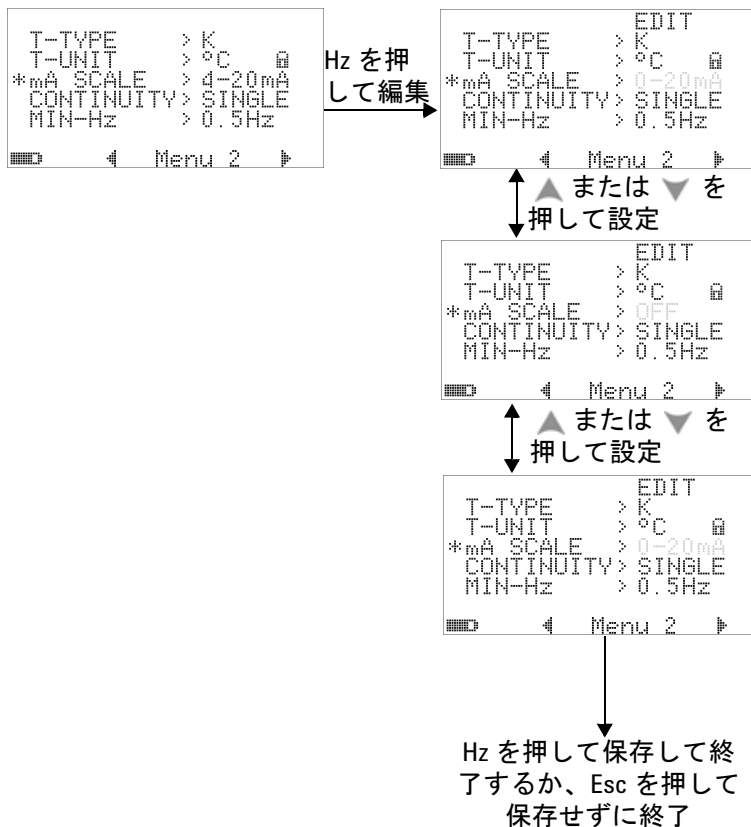 T-TYPE > K
T-UNIT > °C
*mA SCALE > 4-20mA
CONTINUITY> SINGLE
MIN-Hz > 0.5Hz
Menu 2
Hz を押
して編集
EDIT
T-TYPE > K
T-UNIT > °C
*mA SCALE > 0-20mA
CONTINUITY> SINGLE
MIN-Hz > 0.5Hz
Menu 2
または を
押して設定
EDIT
T-TYPE > K
T-UNIT > °C
*mA SCALE > OFF
CONTINUITY> SINGLE
MIN-Hz > 0.5Hz
Menu 2
または を
押して設定
EDIT
T-TYPE > K
T-UNIT > °C
*mA SCALE > 0-20mA
CONTINUITY> SINGLE
MIN-Hz > 0.5Hz
Menu 2
Hz を押して保存して終
了するか、Esc を押して
保存せずに終了